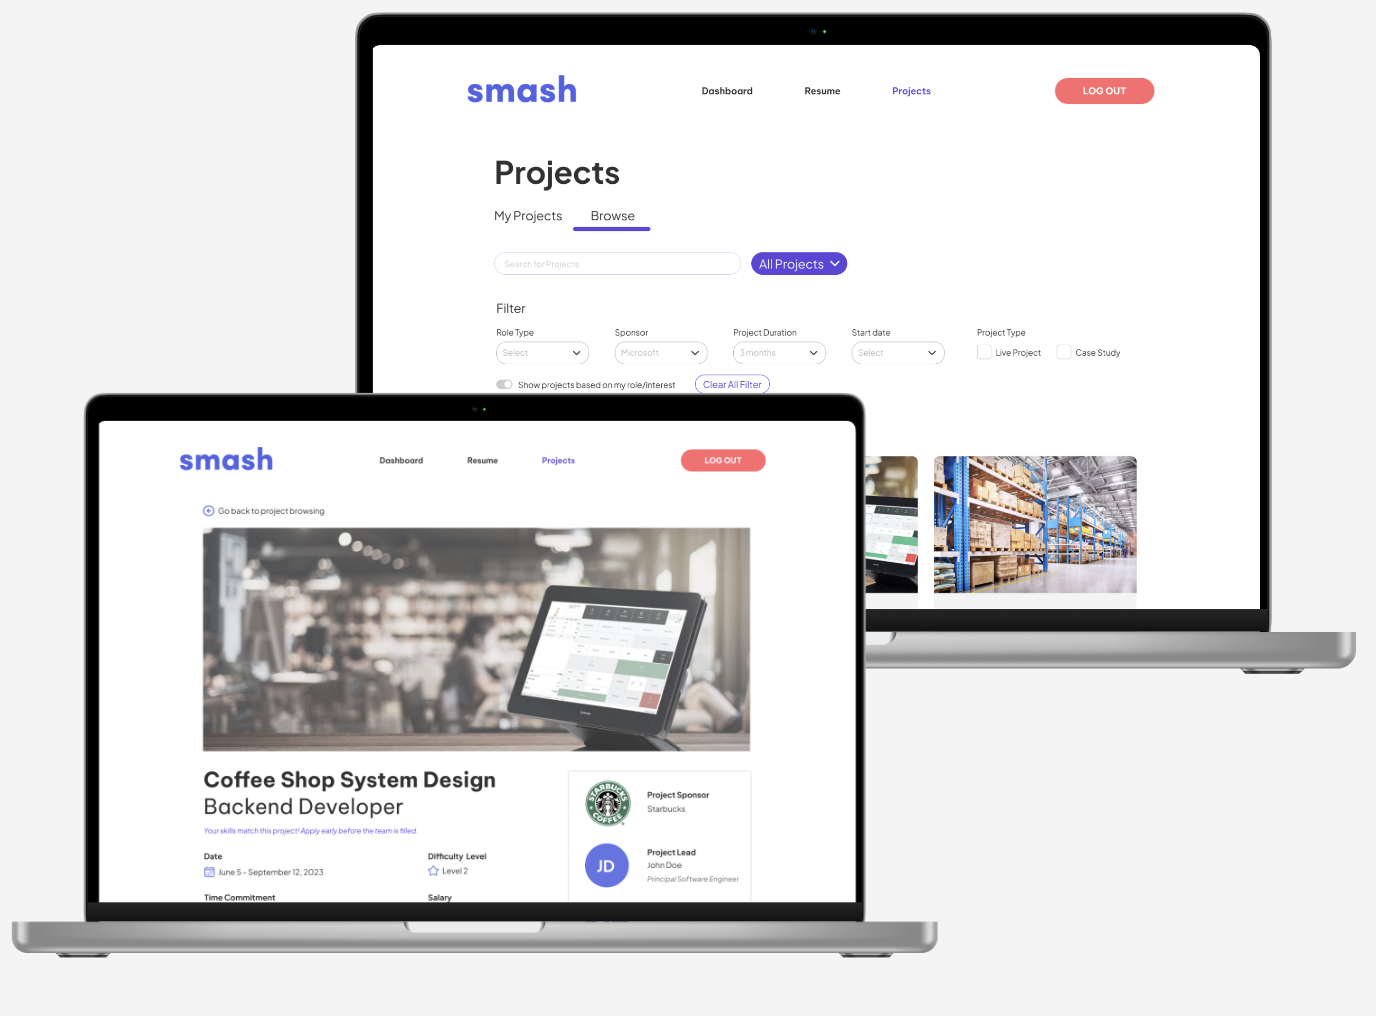 smash
Dashboard Resume Projects LOG OUT
Projects
My Projects Browse
Search for Projects All Projects
Filter
Role Type Sponsor Project Duration Start date Project Type
Select Microsoft 3 months Select Live Project Case Study
Show projects based on my role/interest Clear All Filter
smash
Dashboard Resume Projects LOG OUT
Go back to project browsing
Coffee Shop System Design
Backend Developer
Your skills match this project! Apply early before the team is filled.
Date Difficulty Level
June 5 - September 12, 2023 Level 2
Time Commitment Salary
STARBUCKS
COFFEE
Project Sponsor
Starbucks
JD
Project Lead
John Doe
Principal Software Engineer